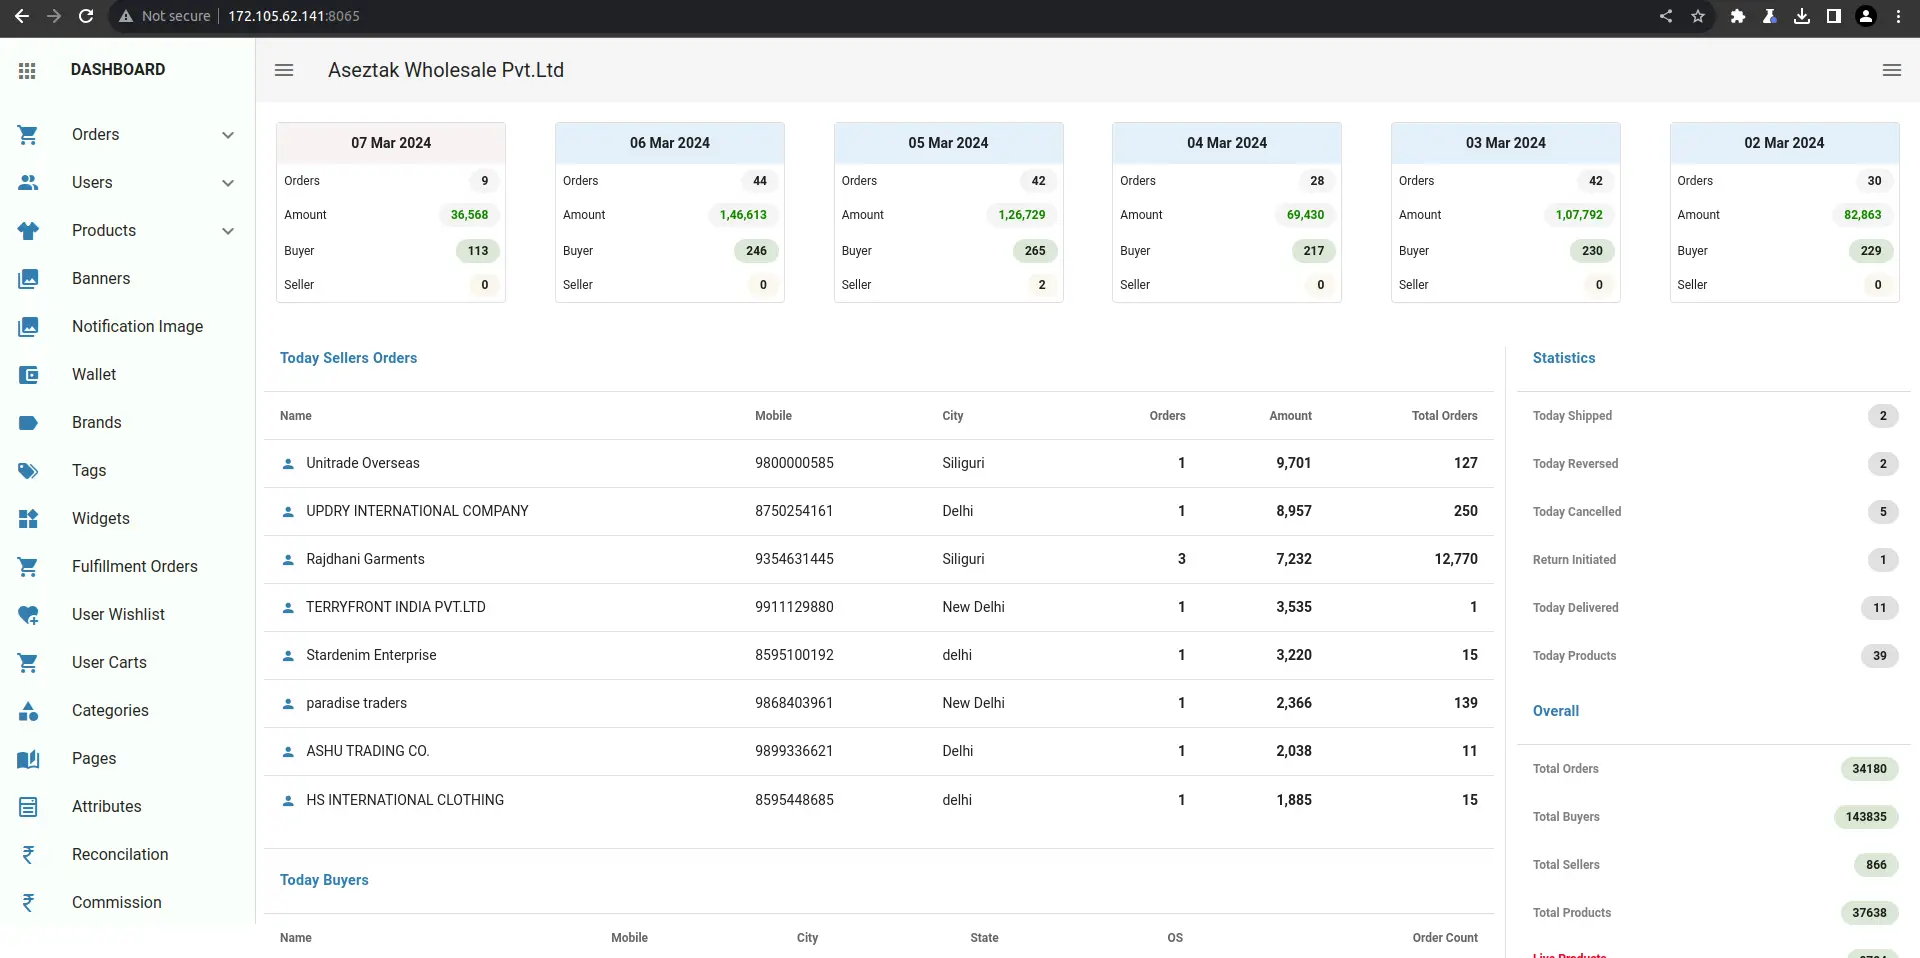 Not secure 172.105.62.141:8065
DASHBOARD
Aseztak Wholesale Pvt.Ltd
Orders
Users
Products
Banners
Notification Image
Wallet
Brands
Tags
Widgets
Fulfillment Orders
User Wishlist
User Carts
Categories
Pages
Attributes
Reconcilation
Commission
07 Mar 2024
Orders 9
Amount 36,568
Buyer 113
Seller 0
06 Mar 2024
Orders 44
Amount 1,46,613
Buyer 246
Seller 0
05 Mar 2024
Orders 42
Amount 1,26,729
Buyer 265
Seller 2
04 Mar 2024
Orders 28
Amount 69,430
Buyer 217
Seller 0
03 Mar 2024
Orders 42
Amount 1,07,792
Buyer 230
Seller 0
02 Mar 2024
Orders 30
Amount 82,863
Buyer 229
Seller 0
Today Sellers Orders
Name Mobile City Orders Amount Total Orders
Unitrade Overseas 9800000585 Siliguri 1 9,701 127
UPDRY INTERNATIONAL COMPANY 8750254161 Delhi 1 8,957 250
Rajdhani Garments 9354631445 Siliguri 3 7,232 12,770
TERRYFRONT INDIA PVT.LTD 9911129880 New Delhi 1 3,535 1
Stardenim Enterprise 8595100192 delhi 1 3,220 15
paradise traders 9868403961 New Delhi 1 2,366 139
ASHU TRADING CO. 9899336621 Delhi 1 2,038 11
HS INTERNATIONAL CLOTHING 8595448685 delhi 1 1,885 15
Today Buyers
Name Mobile City State OS Order Count
Statistics
Today Shipped 2
Today Reversed 2
Today Cancelled 5
Return Initiated 1
Today Delivered 11
Today Products 39
Overall
Total Orders 34180
Total Buyers 143835
Total Sellers 866
Total Products 37638
Live Products